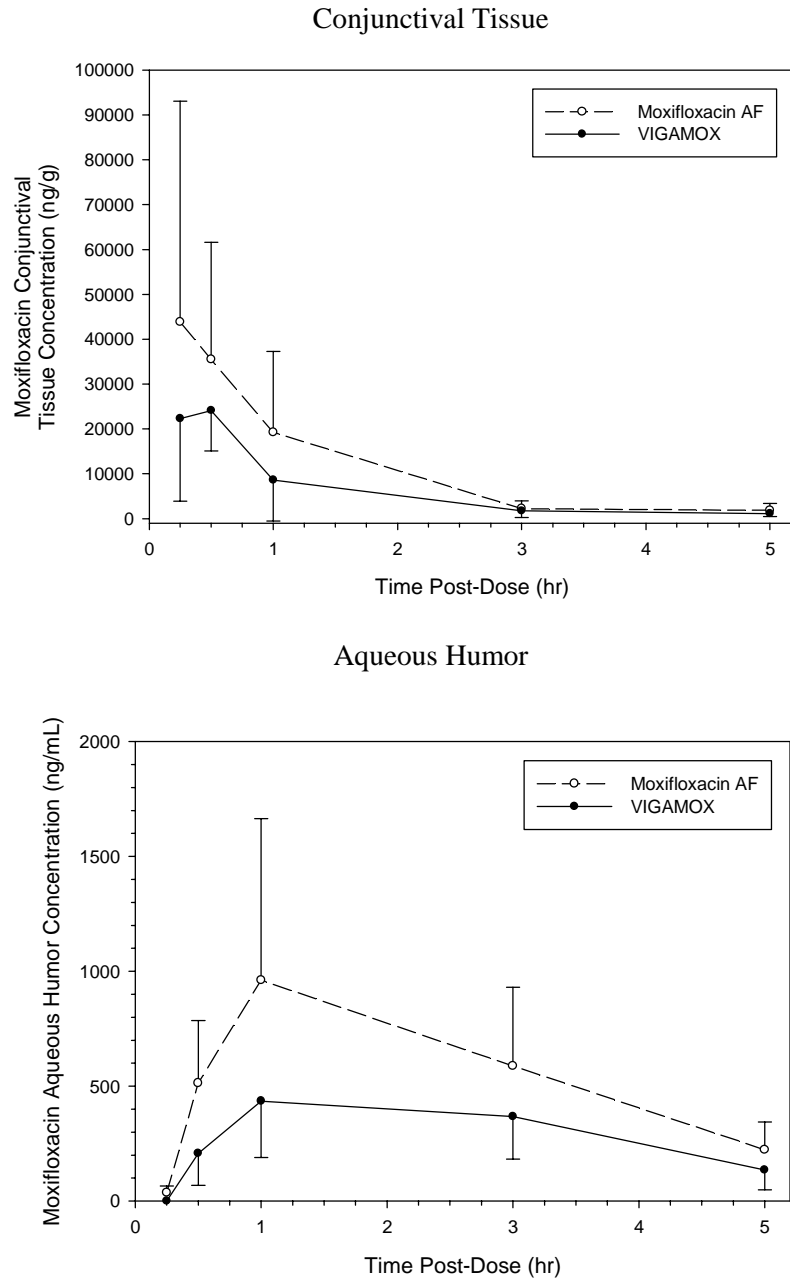 Conjunctival Tissue
Moxifloxacin Conjunctival
Tissue Concentration (ng/g)
100000
90000
80000
70000
60000
50000
40000
30000
20000
10000
0
Moxifloxacin AF
VIGAMOX
0 1 2 3 4 5
Time Post-Dose (hr)
Aqueous Humor
Moxifloxacin Aqueous Humor Concentration (ng/mL)
2000
1500
1000
500
0
Moxifloxacin AF
VIGAMOX
0 1 2 3 4 5
Time Post-Dose (hr)